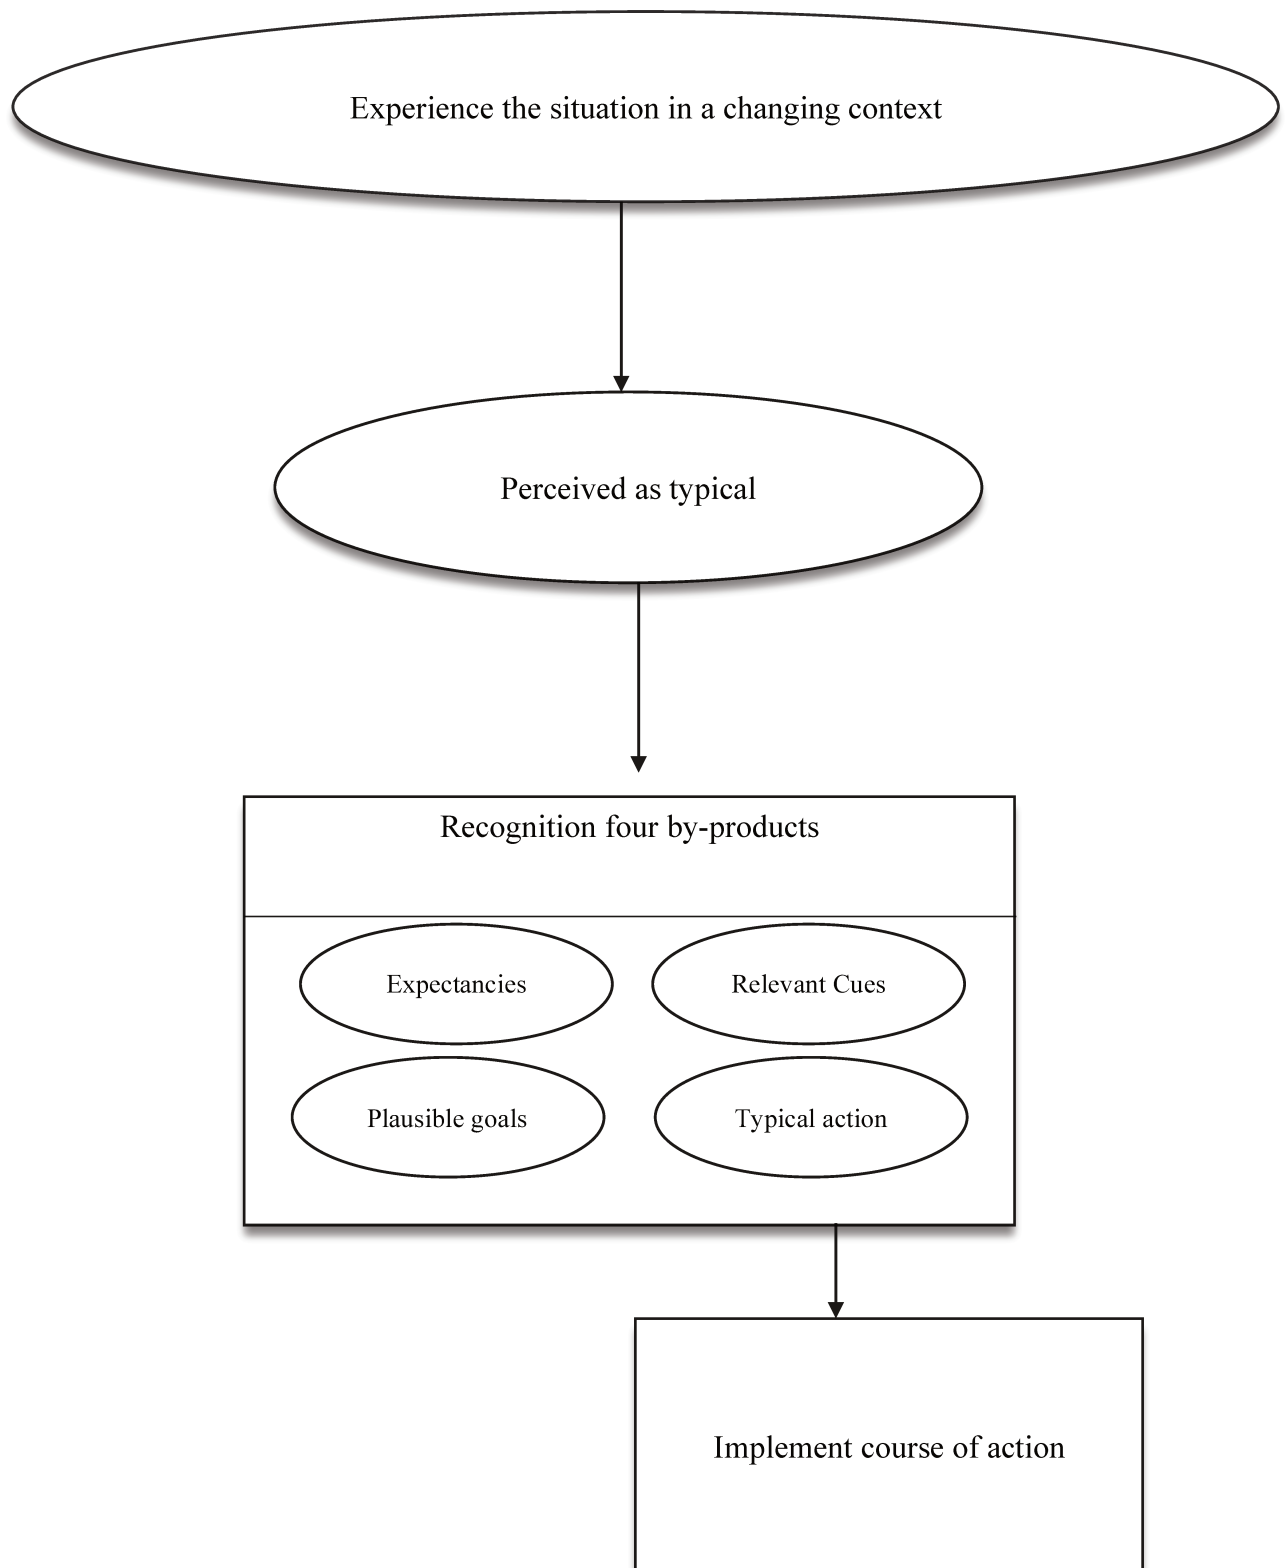 Experience the situation in a changing context
Perceived as typical
Recognition four by-products
Expectancies
Relevant Cues
Plausible goals
Typical action
Implement course of action